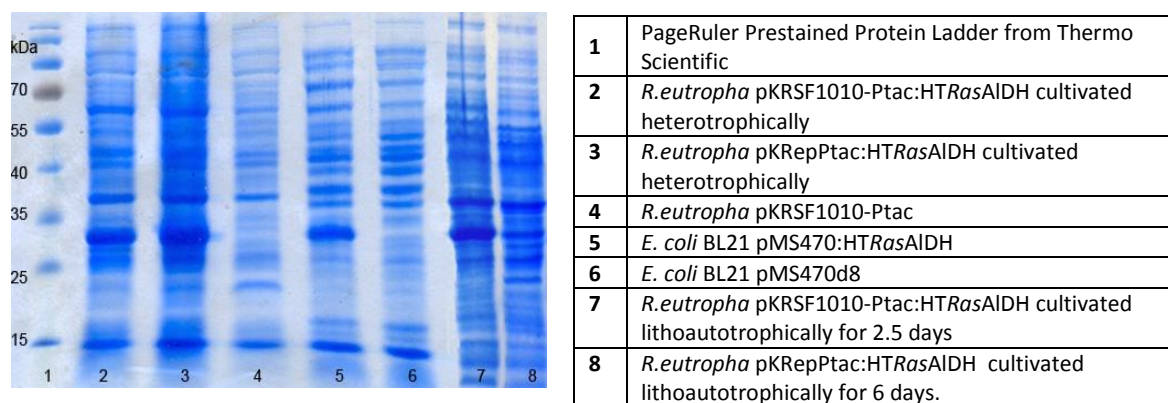 kDa
70
55
40
35
25
15
1 2 3 4 5 6 7 8
1 PageRuler Prestained Protein Ladder from Thermo
Scientific
2 R.eutropha pKRSF1010-Ptac:HTRasAlDH cultivated
heterotrophically
3 R.eutropha pKRepPtac:HTRasAlDH cultivated
heterotrophically
4 R.eutropha pKRSF1010-Ptac
5 E. coli BL21 pMS470:HTRasAlDH
6 E. coli BL21 pMS470d8
7 R.eutropha pKRSF1010-Ptac:HTRasAlDH cultivated
lithoautotrophically for 2.5 days
8 R.eutropha pKRepPtac:HTRasAlDH cultivated
lithoautotrophically for 6 days.